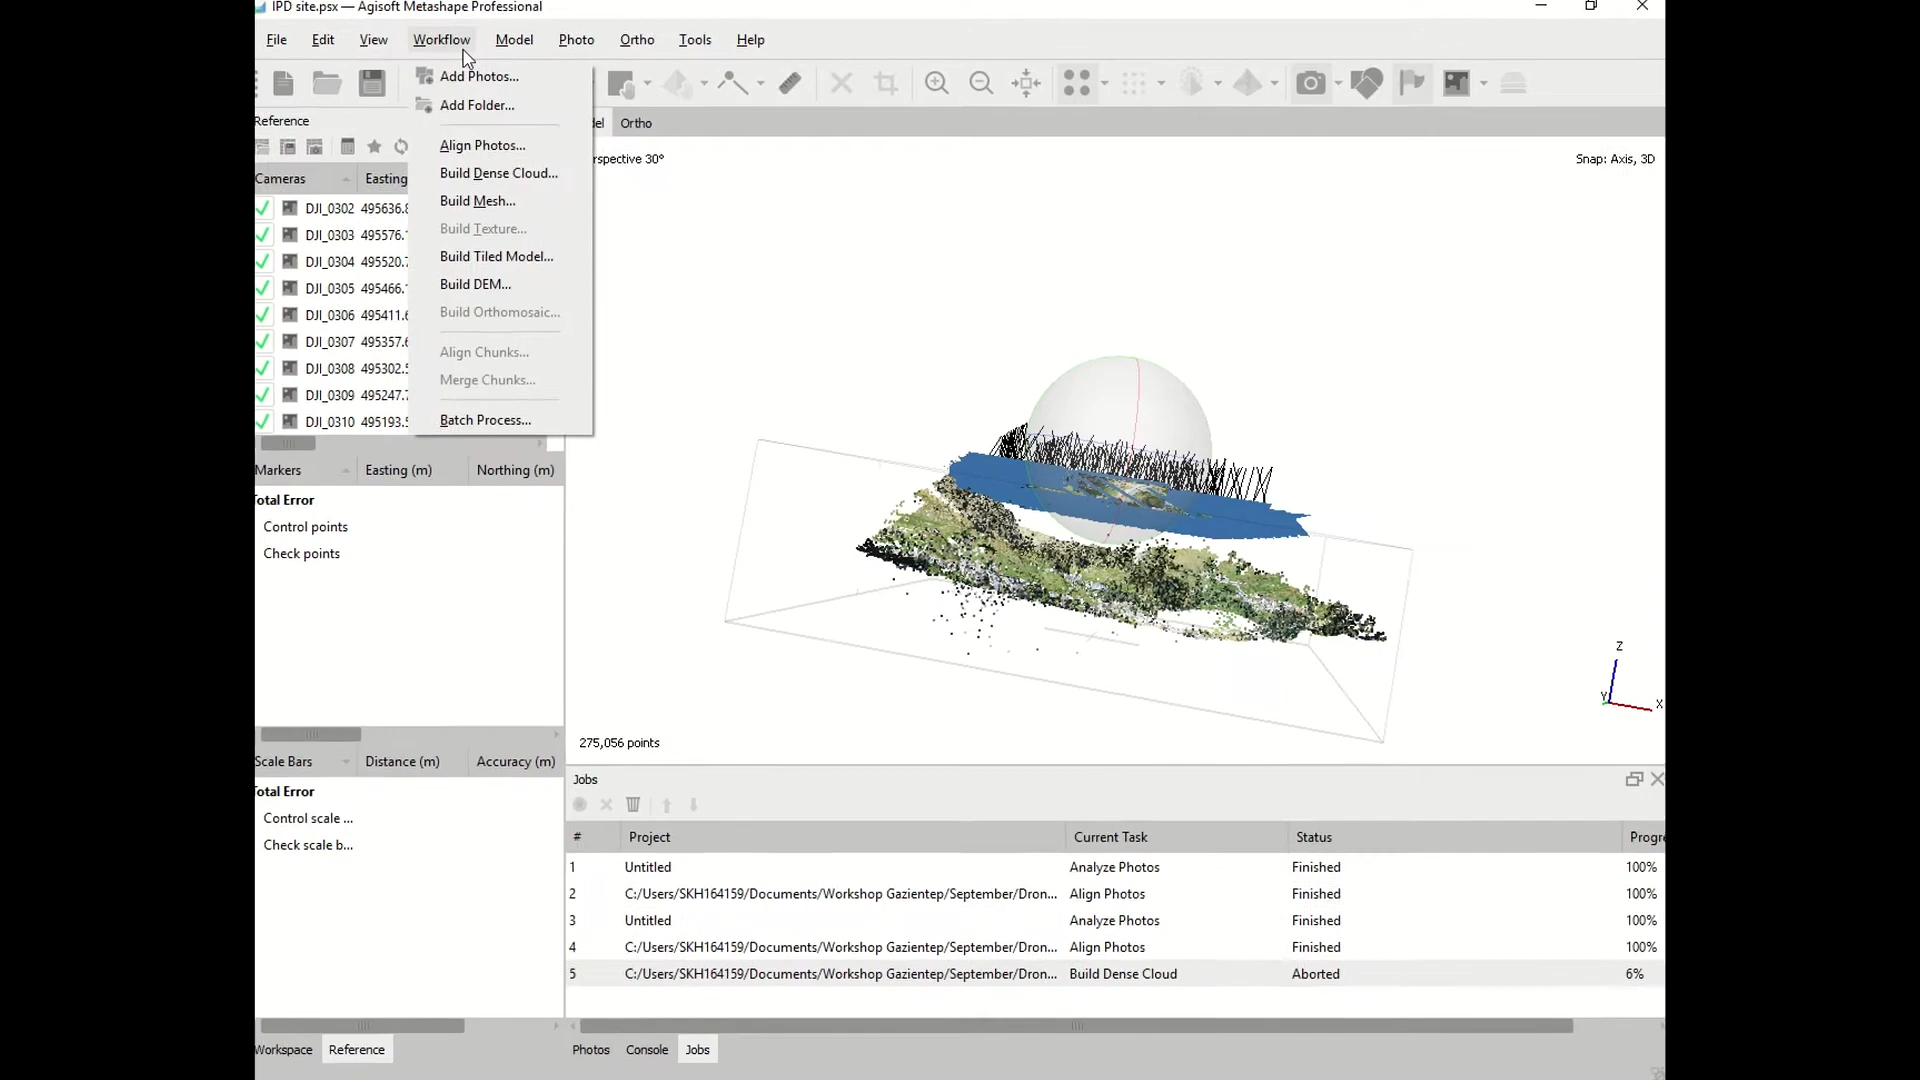 IPD site.psx — Agisoft Metashape Professional
File Edit View Workflow Model Photo Ortho Tools Help
Add Photos...
Add Folder...
Align Photos...
Build Dense Cloud...
Build Mesh...
Build Texture...
Build Tiled Model...
Build DEM...
Build Orthomosaic...
Align Chunks...
Merge Chunks...
Batch Process...
Reference
Cameras Easting
DJI_0302 495636.8
DJI_0303 495576.1
DJI_0304 495520.7
DJI_0305 495466.1
DJI_0306 495411.6
DJI_0307 495357.6
DJI_0308 495302.5
DJI_0309 495247.7
DJI_0310 495193.5
Markers Easting (m) Northing (m)
otal Error
Control points
Check points
Scale Bars Distance (m) Accuracy (m)
otal Error
Control scale ...
Check scale b...
Workspace Reference
del Ortho
rspective 30°
Snap: Axis, 3D
Z
Y
X
275,056 points
Jobs
# Project Current Task Status Progre
1 Untitled Analyze Photos Finished 100%
2 C:/Users/SKH164159/Documents/Workshop Gazientep/September/Dron... Align Photos Finished 100%
3 Untitled Analyze Photos Finished 100%
4 C:/Users/SKH164159/Documents/Workshop Gazientep/September/Dron... Align Photos Finished 100%
5 C:/Users/SKH164159/Documents/Workshop Gazientep/September/Dron... Build Dense Cloud Aborted 6%
Photos Console Jobs